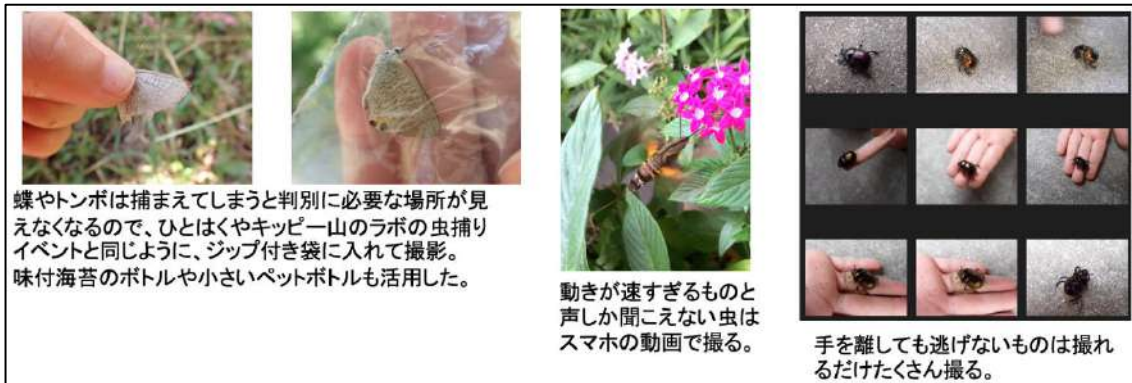 蝶やトンボは捕まえてしまうと判別に必要な場所が見
えなくなるので、ひとはくやキッピー山のラボの虫捕り
イベントと同じように、ジップ付き袋に入れて撮影。
味付海苔のボトルや小さいペットボトルも活用した。
動きが速すぎるものと
声しか聞こえない虫は
スマホの動画で撮る。
手を離しても逃げないものは撮れ
るだけたくさん撮る。